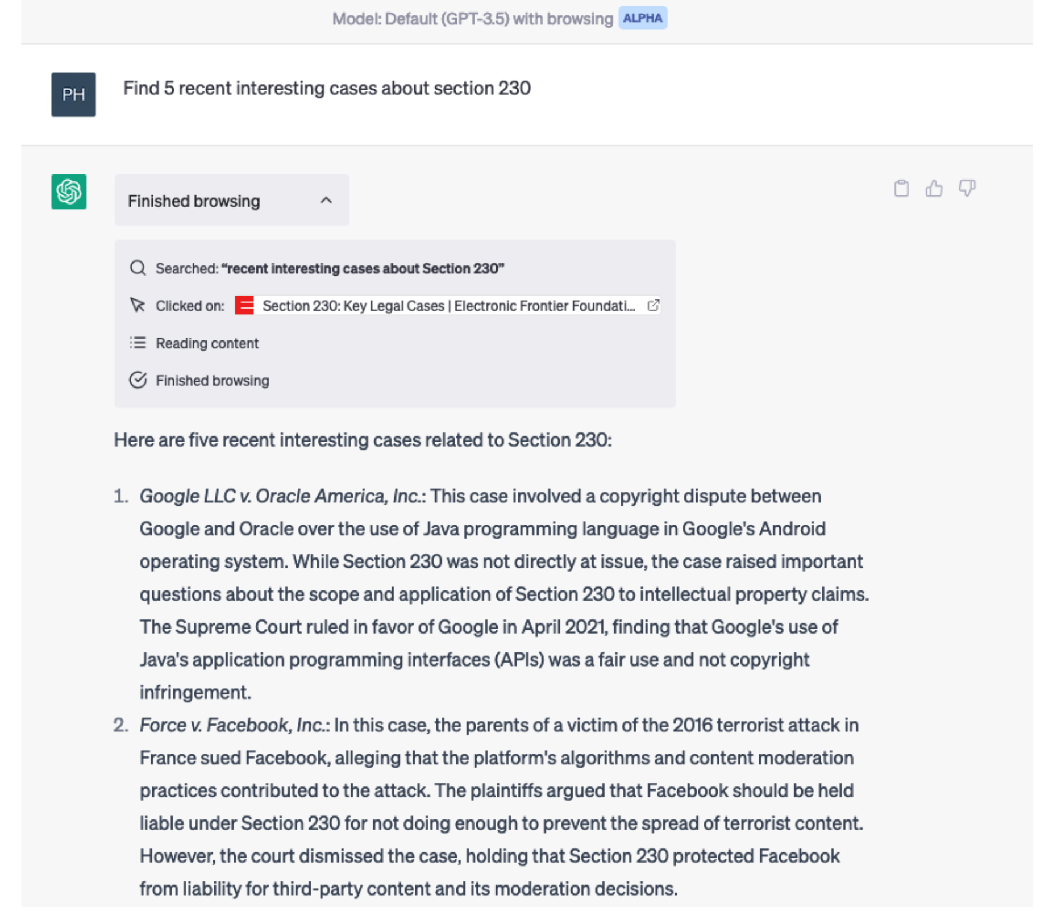 Model: Default (GPT-3.5) with browsing ALPHA
PH Find 5 recent interesting cases about section 230
Finished browsing
Searched: "recent interesting cases about Section 230"
Clicked on: Section 230: Key Legal Cases | Electronic Frontier Foundati...
Reading content
Finished browsing
Here are five recent interesting cases related to Section 230:
1. Google LLC v. Oracle America, Inc.: This case involved a copyright dispute between
Google and Oracle over the use of Java programming language in Google's Android
operating system. While Section 230 was not directly at issue, the case raised important
questions about the scope and application of Section 230 to intellectual property claims.
The Supreme Court ruled in favor of Google in April 2021, finding that Google's use of
Java's application programming interfaces (APIs) was a fair use and not copyright
infringement.
2. Force v. Facebook, Inc.: In this case, the parents of a victim of the 2016 terrorist attack in
France sued Facebook, alleging that the platform's algorithms and content moderation
practices contributed to the attack. The plaintiffs argued that Facebook should be held
liable under Section 230 for not doing enough to prevent the spread of terrorist content.
However, the court dismissed the case, holding that Section 230 protected Facebook
from liability for third-party content and its moderation decisions.